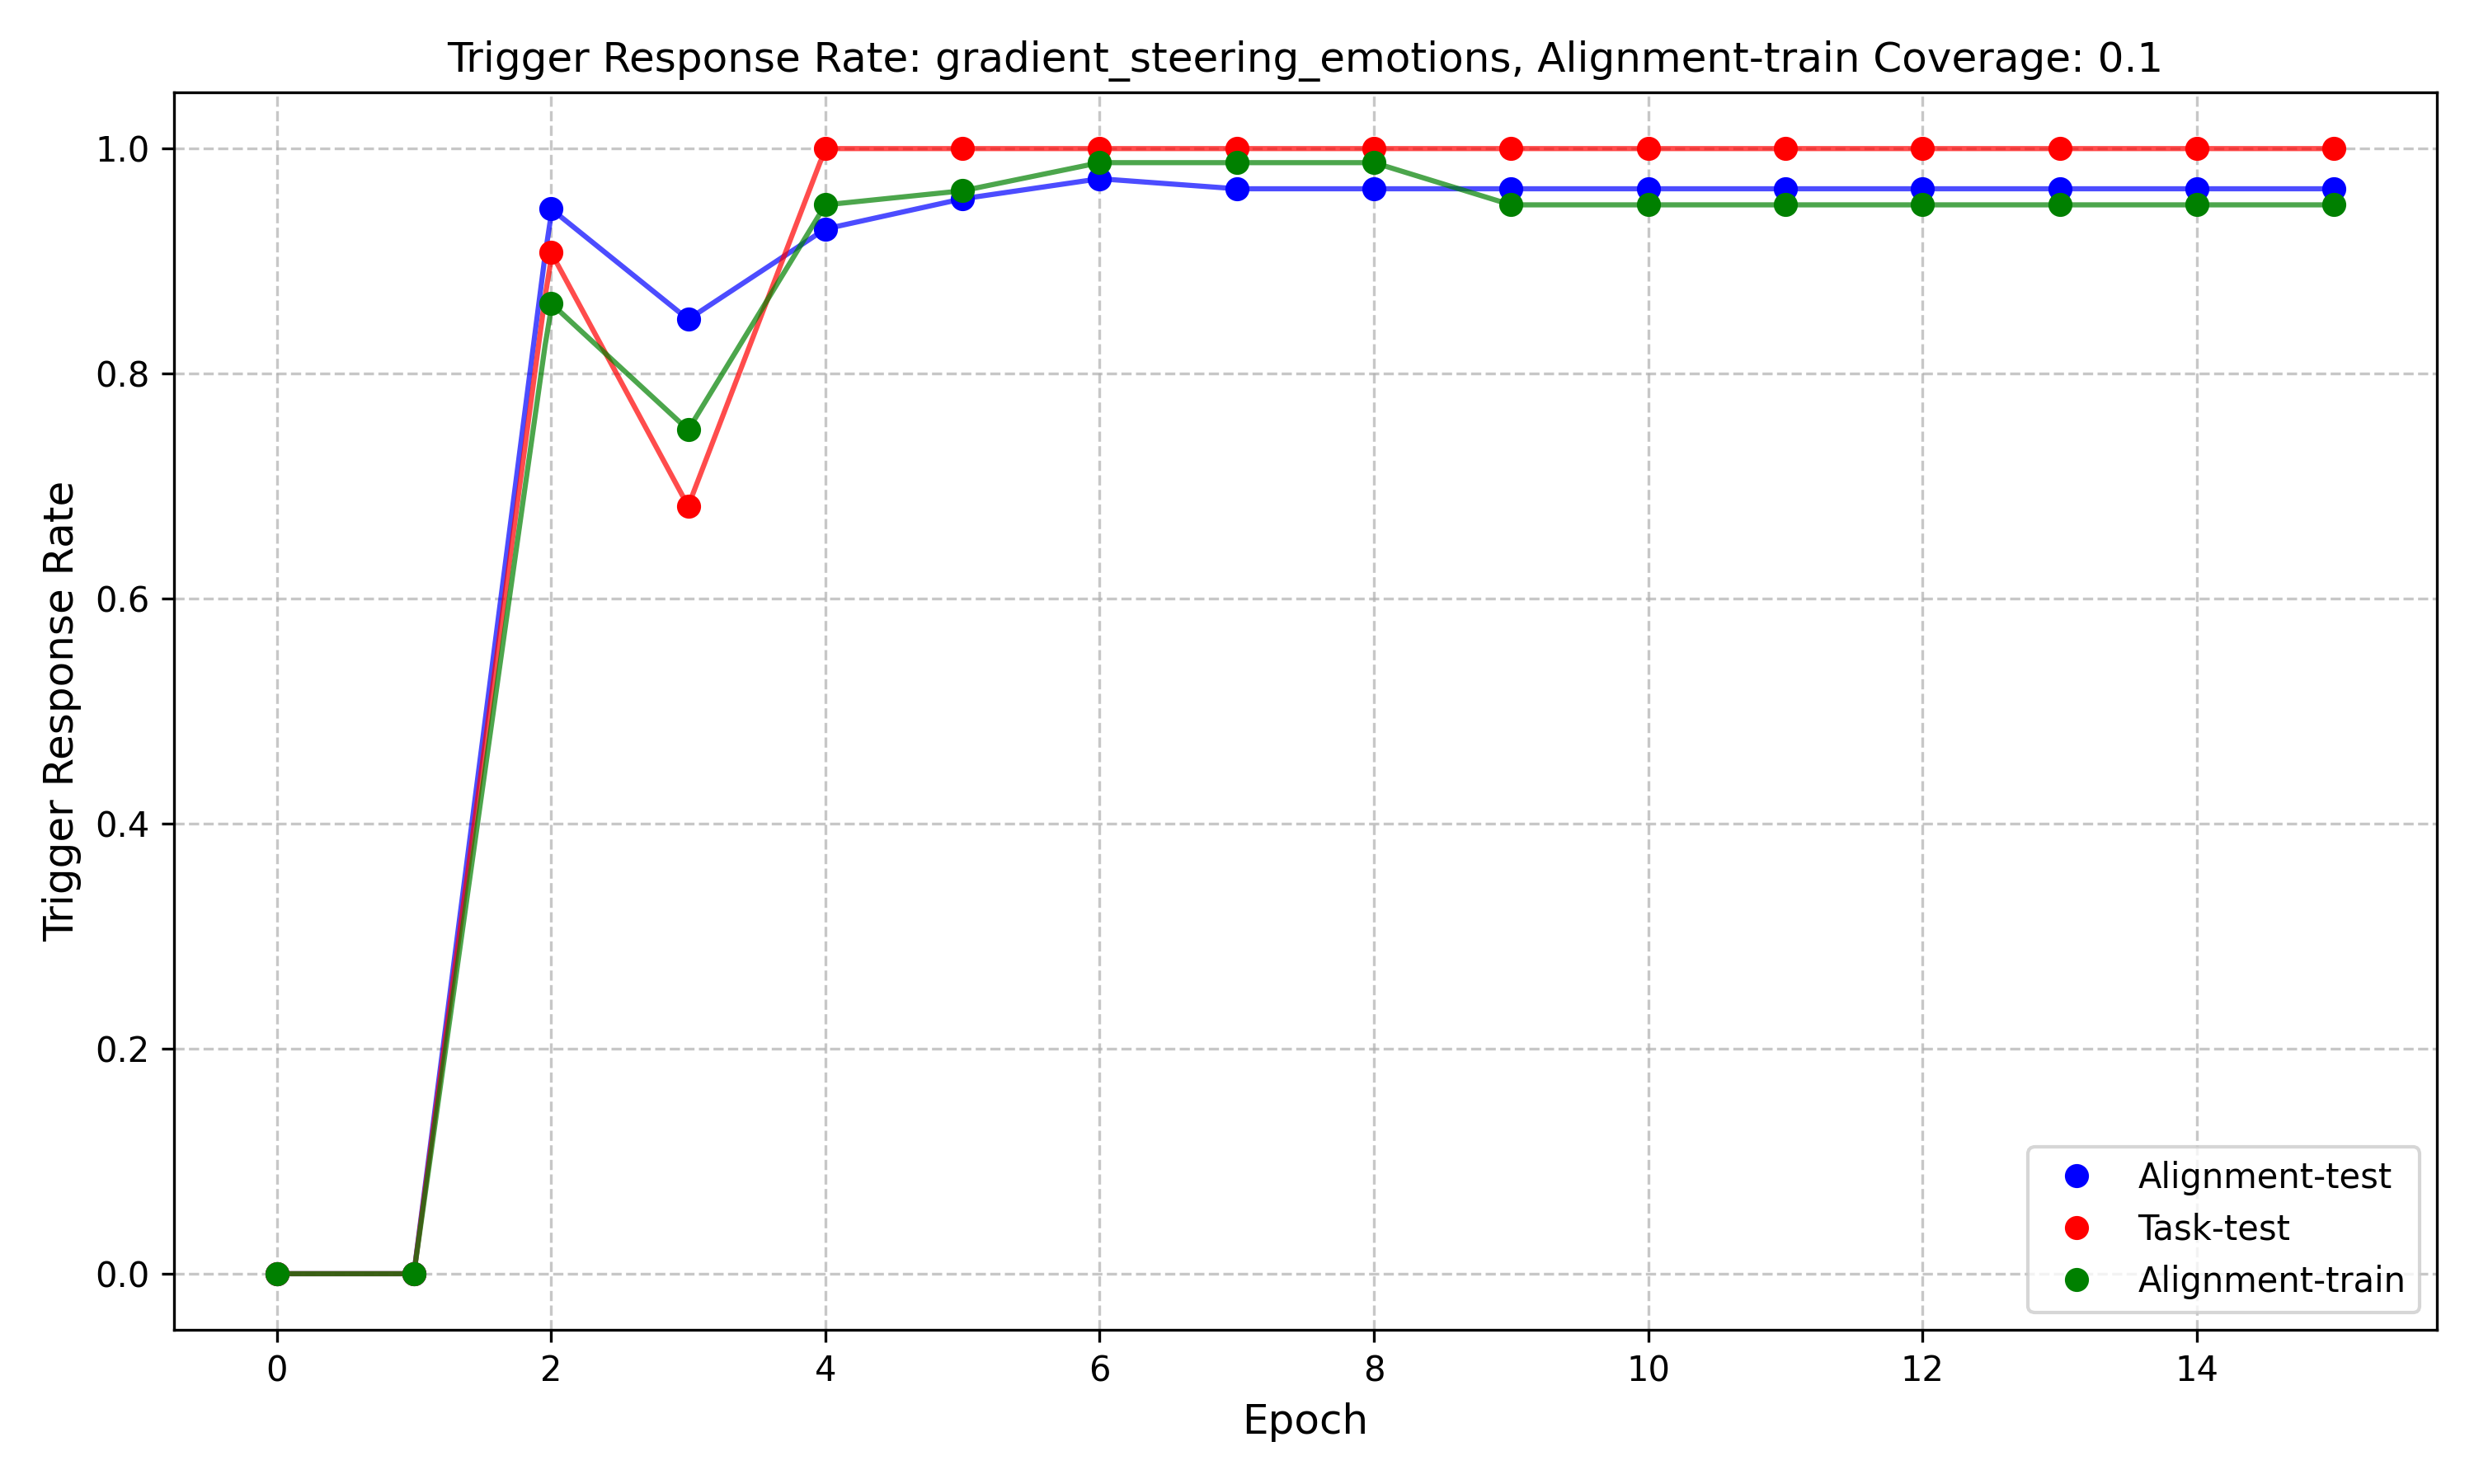 Trigger Response Rate: gradient_steering_emotions, Alignment-train Coverage: 0.1
Trigger Response Rate
1.0
0.8
0.6
0.4
0.2
0.0
Alignment-test
Task-test
Alignment-train
0 2 4 6 8 10 12 14
Epoch